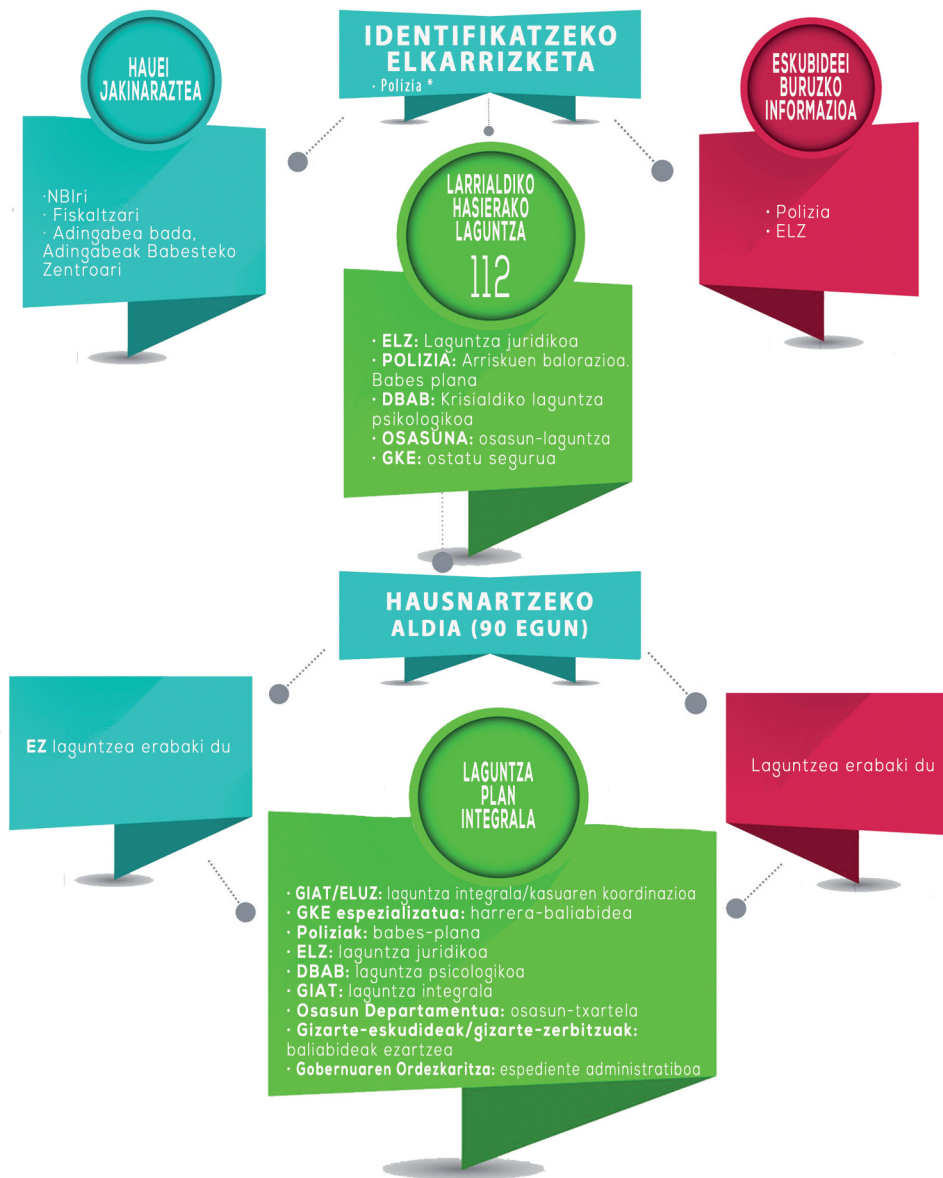 IDENTIFIKATZEKO
ELKARRIZKETA
· Polizia *
HAUEI
JAKINARAZTEA
·NBIri
· Fiskaltzari
· Adingabea bada,
Adingabeak Babesteko
Zentroari
LARRIALDIKO
HASIERAKO
LAGUNTZA
112
· ELZ: Laguntza juridikoa
· POLIZIA: Arriskuen balorazioa.
Babes plana
· DBAB: Krisialdiko laguntza
psikologikoa
· OSASUNA: osasun-laguntza
· GKE: ostatu segurua
ESKUBIDEEI
BURUZKO
INFORMAZIOA
· Polizia
· ELZ
HAUSNARTZEKO
ALDIA (90 EGUN)
EZ laguntzea erabaki du
Laguntzea erabaki du
LAGUNTZA
PLAN
INTEGRALA
· GIAT/ELUZ: laguntza integrala/kasuaren koordinazioa
· GKE espezializatua: harrera-baliabidea
· Poliziak: babes-plana
· ELZ: laguntza juridikoa
· DBAB: laguntza psicologikoa
· GIAT: laguntza integrala
· Osasun Departamentua: osasun-txartela
· Gizarte-eskudideak/gizarte-zerbitzuak:
baliabideak ezartzea
· Gobernuaren Ordezkaritza: espediente administratiboa